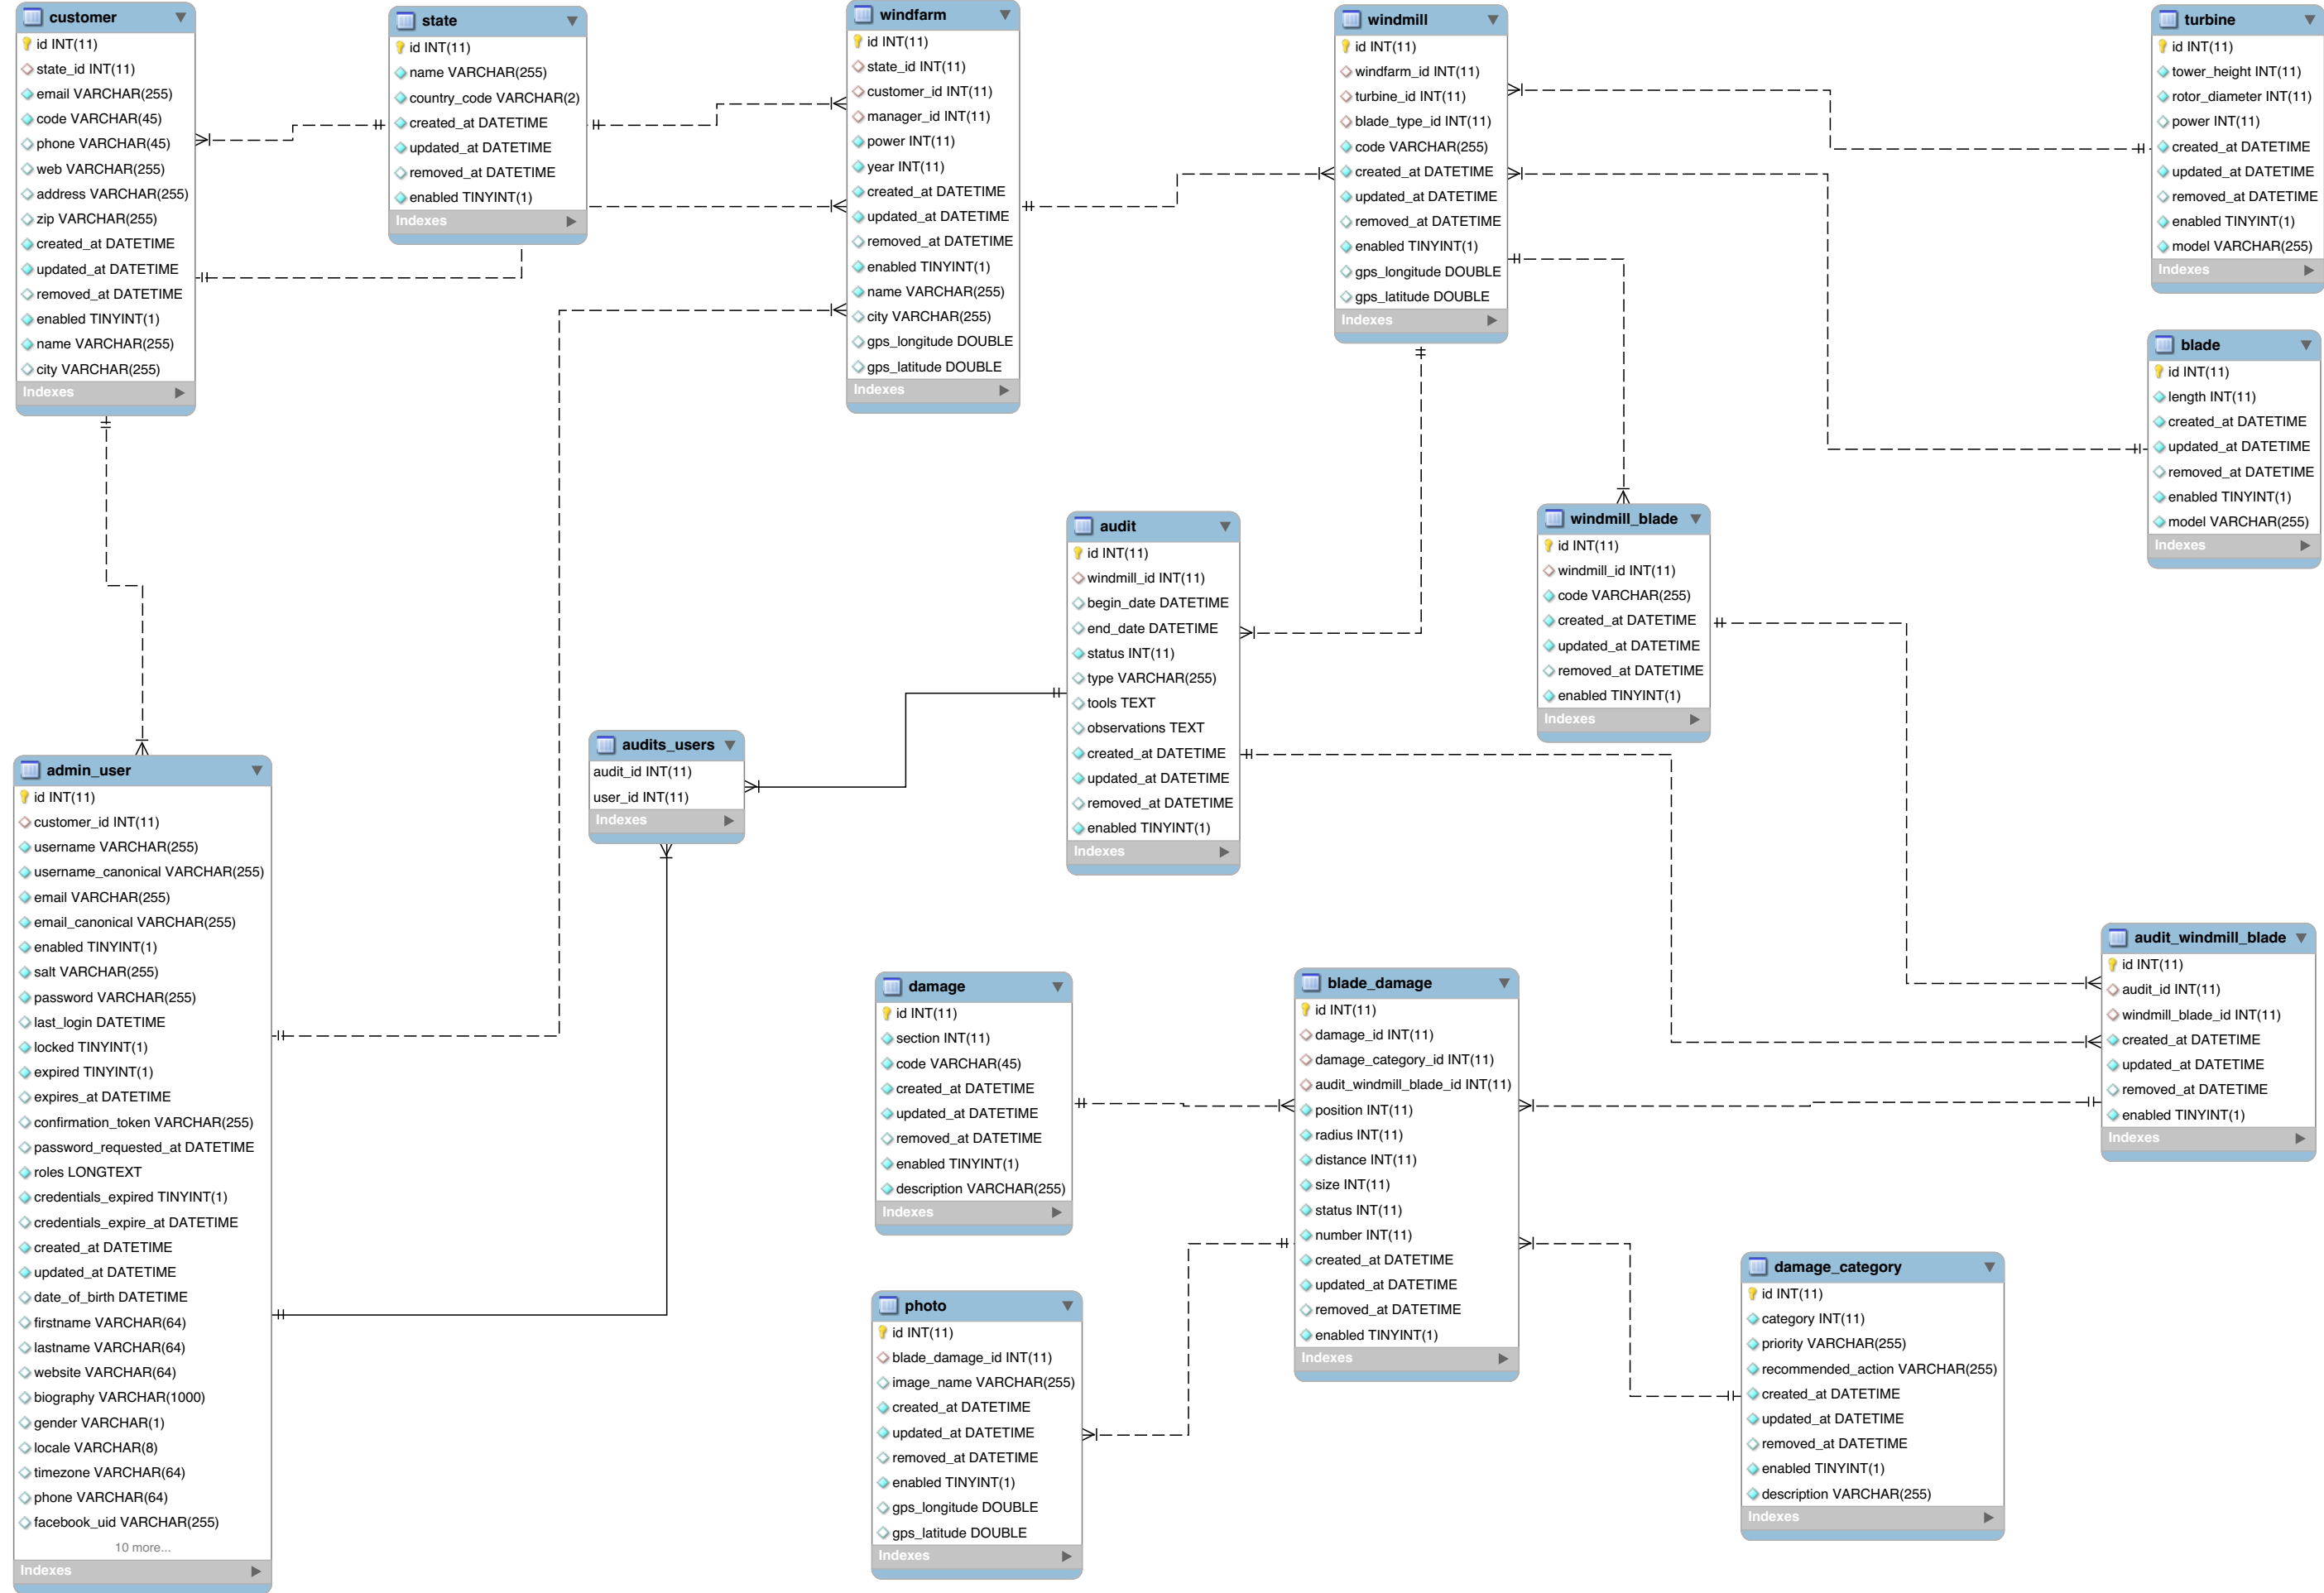 customer
id INT(11)
state_id INT(11)
email VARCHAR(255)
code VARCHAR(45)
phone VARCHAR(45)
web VARCHAR(255)
address VARCHAR(255)
zip VARCHAR(255)
created_at DATETIME
updated_at DATETIME
removed_at DATETIME
enabled TINYINT(1)
name VARCHAR(255)
city VARCHAR(255)
Indexes
state
id INT(11)
name VARCHAR(255)
country_code VARCHAR(2)
created_at DATETIME
updated_at DATETIME
removed_at DATETIME
enabled TINYINT(1)
Indexes
windfarm
id INT(11)
state_id INT(11)
customer_id INT(11)
manager_id INT(11)
power INT(11)
year INT(11)
created_at DATETIME
updated_at DATETIME
removed_at DATETIME
enabled TINYINT(1)
name VARCHAR(255)
city VARCHAR(255)
gps_longitude DOUBLE
gps_latitude DOUBLE
Indexes
windmill
id INT(11)
windfarm_id INT(11)
turbine_id INT(11)
blade_type_id INT(11)
code VARCHAR(255)
created_at DATETIME
updated_at DATETIME
removed_at DATETIME
enabled TINYINT(1)
gps_longitude DOUBLE
gps_latitude DOUBLE
Indexes
turbine
id INT(11)
tower_height INT(11)
rotor_diameter INT(11)
power INT(11)
created_at DATETIME
updated_at DATETIME
removed_at DATETIME
enabled TINYINT(1)
model VARCHAR(255)
Indexes
blade
id INT(11)
length INT(11)
created_at DATETIME
updated_at DATETIME
removed_at DATETIME
enabled TINYINT(1)
model VARCHAR(255)
Indexes
audit
id INT(11)
windmill_id INT(11)
begin_date DATETIME
end_date DATETIME
status INT(11)
type VARCHAR(255)
tools TEXT
observations TEXT
created_at DATETIME
updated_at DATETIME
removed_at DATETIME
enabled TINYINT(1)
Indexes
windmill_blade
id INT(11)
windmill_id INT(11)
code VARCHAR(255)
created_at DATETIME
updated_at DATETIME
removed_at DATETIME
enabled TINYINT(1)
Indexes
admin_user
id INT(11)
customer_id INT(11)
username VARCHAR(255)
username_canonical VARCHAR(255)
email VARCHAR(255)
email_canonical VARCHAR(255)
enabled TINYINT(1)
salt VARCHAR(255)
password VARCHAR(255)
last_login DATETIME
locked TINYINT(1)
expired TINYINT(1)
expires_at DATETIME
confirmation_token VARCHAR(255)
password_requested_at DATETIME
roles LONGTEXT
credentials_expired TINYINT(1)
credentials_expire_at DATETIME
created_at DATETIME
updated_at DATETIME
date_of_birth DATETIME
firstname VARCHAR(64)
lastname VARCHAR(64)
website VARCHAR(64)
biography VARCHAR(1000)
gender VARCHAR(1)
locale VARCHAR(8)
timezone VARCHAR(64)
phone VARCHAR(64)
facebook_uid VARCHAR(255)
10 more...
Indexes
audits_users
audit_id INT(11)
user_id INT(11)
Indexes
audit_windmill_blade
id INT(11)
audit_id INT(11)
windmill_blade_id INT(11)
created_at DATETIME
updated_at DATETIME
removed_at DATETIME
enabled TINYINT(1)
Indexes
damage
id INT(11)
section INT(11)
code VARCHAR(45)
created_at DATETIME
updated_at DATETIME
removed_at DATETIME
enabled TINYINT(1)
description VARCHAR(255)
Indexes
blade_damage
id INT(11)
damage_id INT(11)
damage_category_id INT(11)
audit_windmill_blade_id INT(11)
position INT(11)
radius INT(11)
distance INT(11)
size INT(11)
status INT(11)
number INT(11)
created_at DATETIME
updated_at DATETIME
removed_at DATETIME
enabled TINYINT(1)
Indexes
photo
id INT(11)
blade_damage_id INT(11)
image_name VARCHAR(255)
created_at DATETIME
updated_at DATETIME
removed_at DATETIME
enabled TINYINT(1)
gps_longitude DOUBLE
gps_latitude DOUBLE
Indexes
damage_category
id INT(11)
category INT(11)
priority VARCHAR(255)
recommended_action VARCHAR(255)
created_at DATETIME
updated_at DATETIME
removed_at DATETIME
enabled TINYINT(1)
description VARCHAR(255)
Indexes